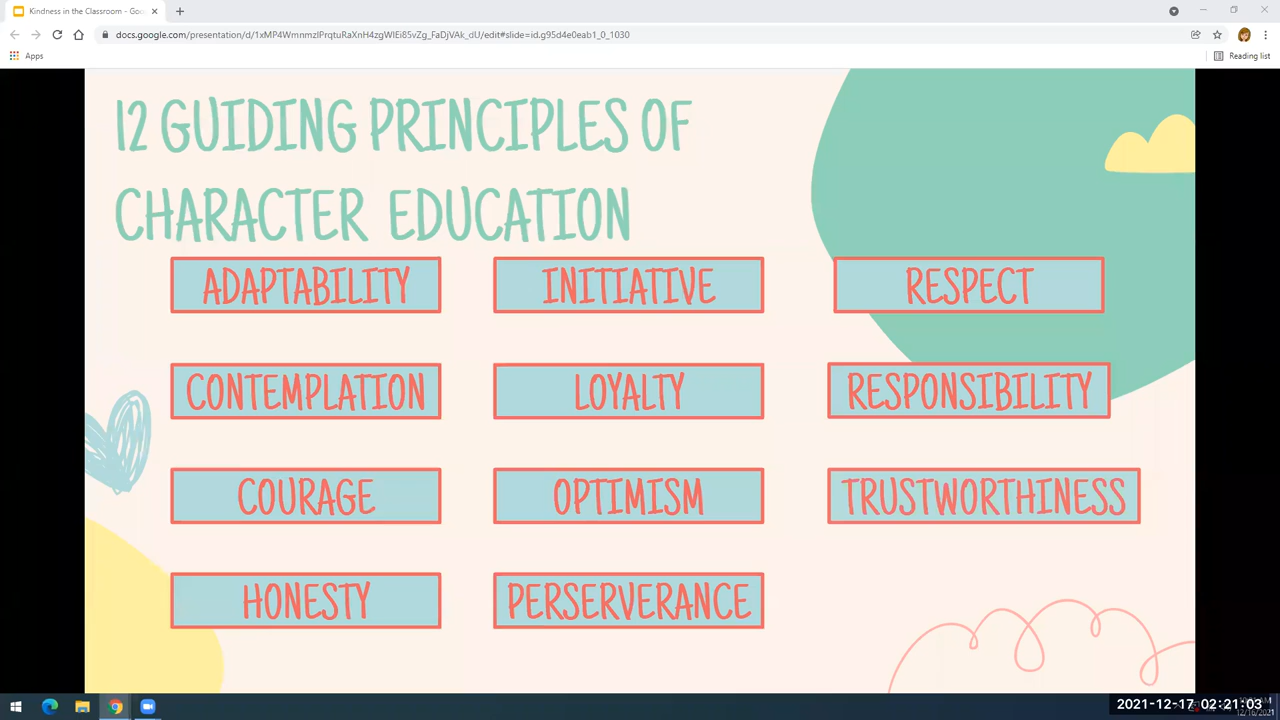 Kindness in the Classroom - Goo
docs.google.com/presentation/d/1xMP4WmnmzlPrqtuRaXnH4zgWIEi85vZg_FaDjVAk_dU/edit#slide=id.g95d4e0eab1_0_1030
Apps
Reading list
12 GUIDING PRINCIPLES OF
CHARACTER EDUCATION
ADAPTABILITY
INITIATIVE
RESPECT
CONTEMPLATION
LOYALTY
RESPONSIBILITY
COURAGE
OPTIMISM
TRUSTWORTHINESS
HONESTY
PERSERVERANCE
2021-12-17 02:21:03